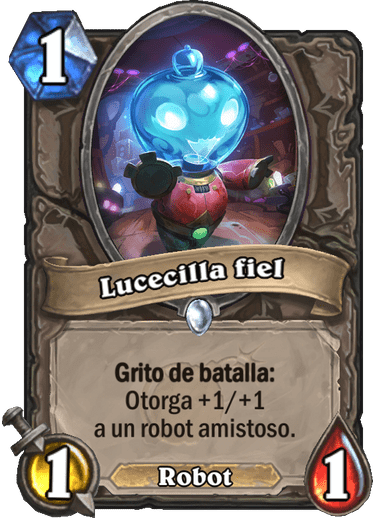 1
Lucecilla fiel
Grito de batalla:
Otorga +1/+1
a un robot amistoso.
Robot
1
1